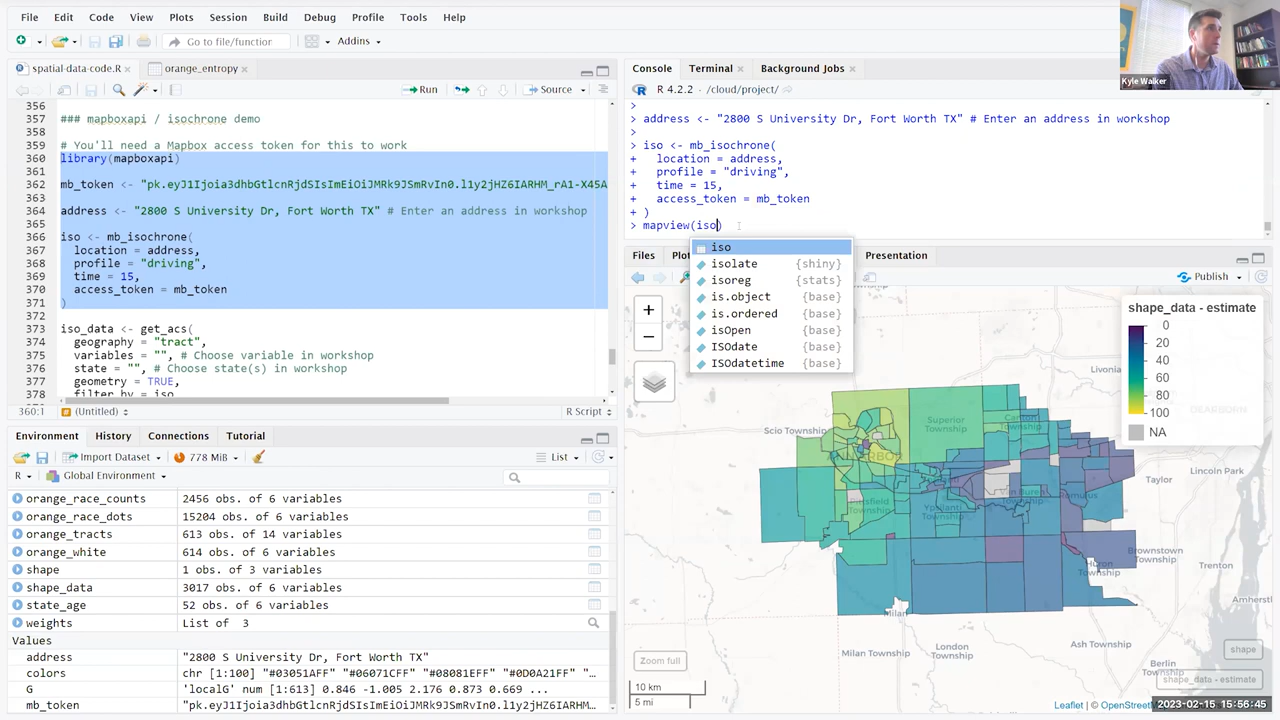 File Edit Code View Plots Session Build Debug Profile Tools Help
Go to file/function Addins
spatial-data-code.R orange_entropy
Run Source
356
357 ### mapboxapi / isochrone demo
358
359 # You'll need a Mapbox access token for this to work
360 library(mapboxapi)
361
362
363
364 address <- "2800 S University Dr, Fort Worth TX" # Enter an address in workshop
365
366 iso <- mb_isochrone(
367 location = address,
368 profile = "driving",
369 time = 15,
370 access_token = mb_token
371 )
372
373 iso_data <- get_acs(
374 geography = "tract",
375 variables = "", # Choose variable in workshop
376 state = "", # Choose state(s) in workshop
377 geometry = TRUE,
filter_by = iso
360:1 (Untitled) R Script
Environment History Connections Tutorial
Import Dataset 778 MiB List
R Global Environment
orange_race_counts 2456 obs. of 6 variables
orange_race_dots 15204 obs. of 6 variables
orange_tracts 613 obs. of 14 variables
orange_white 614 obs. of 6 variables
shape 1 obs. of 3 variables
shape_data 3017 obs. of 6 variables
state_age 52 obs. of 6 variables
weights List of 3
Values
address "2800 S University Dr, Fort Worth TX"
colors chr [1:100] "#03051AFF" "#06071CFF" "#08081EFF" "#0D0A21FF" ...
G 'localG' num [1:613] 0.846 -1.005 2.176 0.875 -5.669 ...
Console Terminal Background Jobs
R 4.2.2 · /cloud/project/
>
> address <- "2800 S University Dr, Fort Worth TX" # Enter an address in workshop
>
> iso <- mb_isochrone(
+ location = address,
+ profile = "driving",
+ time = 15,
+ access_token = mb_token
+ )
> mapview(iso)
iso
isolate {shiny}
isoreg {stats}
is.object {base}
is.ordered {base}
isOpen {base}
ISOdate {base}
ISOdatetime {base}
Files Presentation
Publish
+
−
shape_data - estimate
0
20
40
60
80
100
NA
Livonia
Scio Township
Superior Township
Canton Township
Taylor
Lincoln Park
Romulus
Ypsilanti Township
Brownstown Township
Trenton
Huron Township
Milan
Ash Township
Milan Township
London Township
Berlin
Zoom full
shape
shape_data - estimate
10 km
5 mi
Kyle Walker
2023-02-15 15:56:45